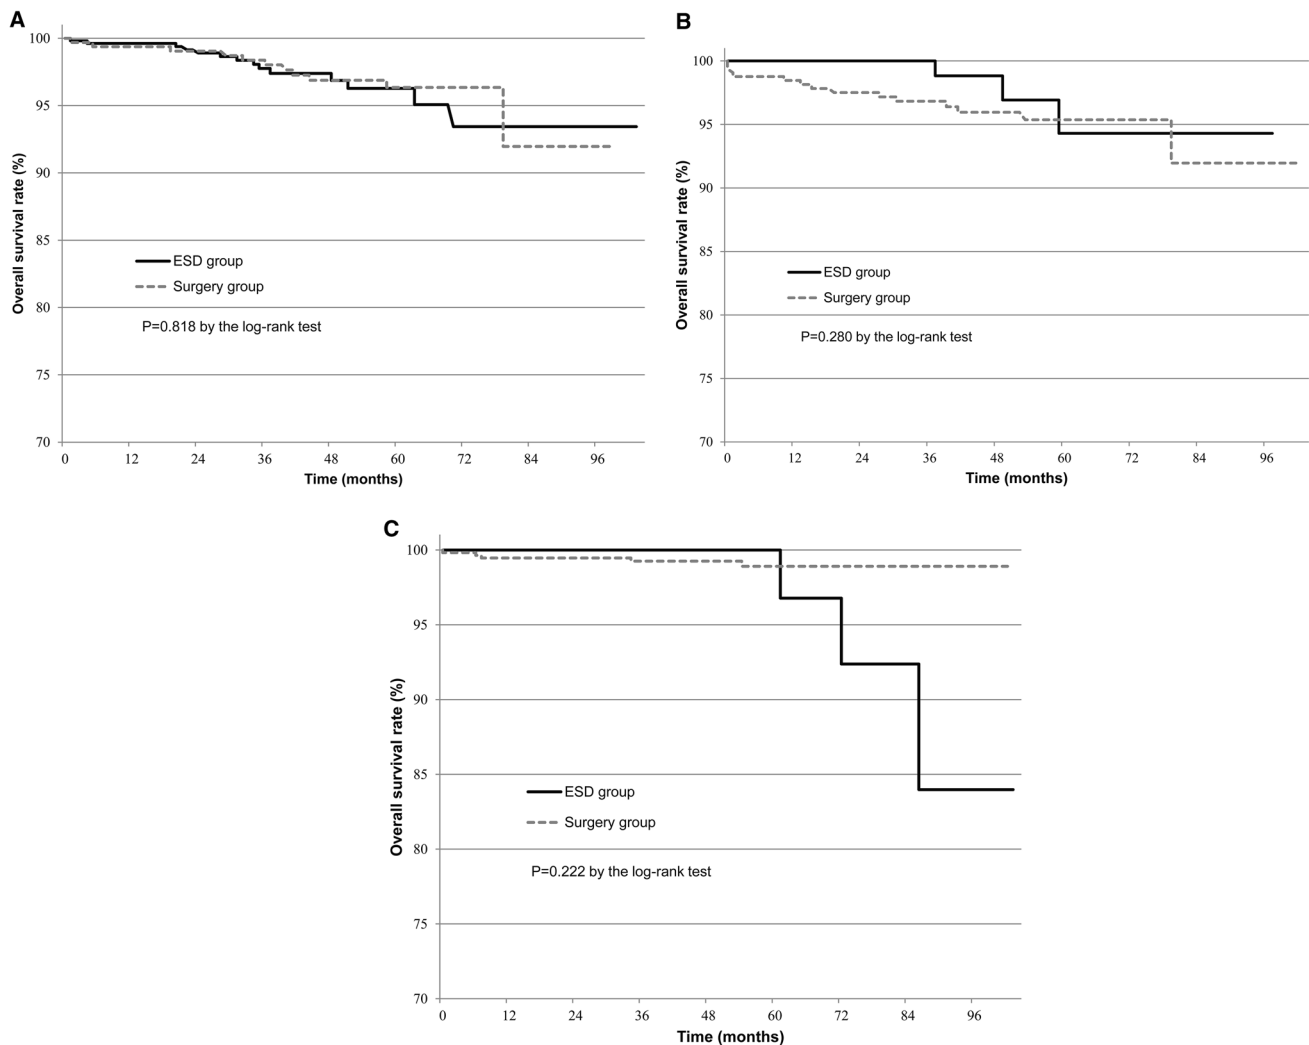 A
100
95
90
85
80
75
70
Overall survival rate (%)
ESD group
Surgery group
P=0.818 by the log-rank test
0 12 24 36 48 60 72 84 96
Time (months)
B
100
95
90
85
80
75
70
Overall survival rate (%)
ESD group
Surgery group
P=0.280 by the log-rank test
0 12 24 36 48 60 72 84 96
Time (months)
C
100
95
90
85
80
75
70
Overall survival rate (%)
ESD group
Surgery group
P=0.222 by the log-rank test
0 12 24 36 48 60 72 84 96
Time (months)